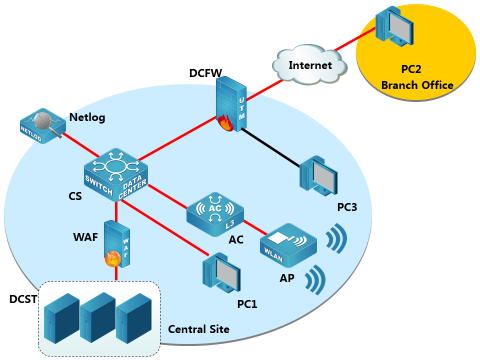 PC2
Branch Office
Internet
DCFW
UTM
Netlog
NETLOG
SWITCH
DATA
CENTER
CS
PC3
AC
L3
AC
WAF
WAF
WLAN
AP
PC1
DCST
Central Site